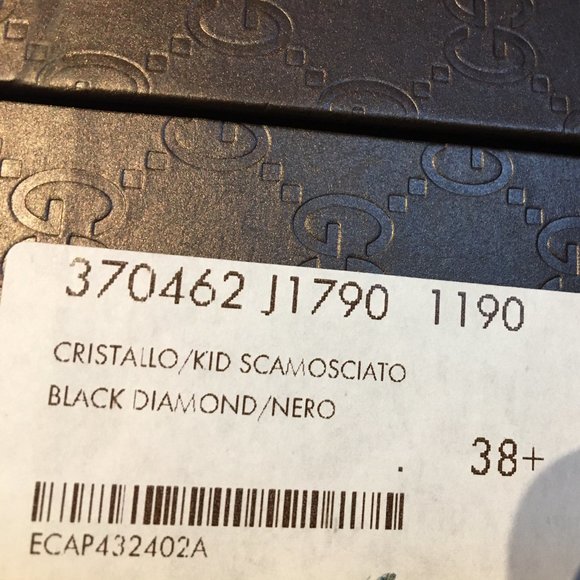 370462 J1790 1190
CRISTALLO/KID SCAMOSCIATO
BLACK DIAMOND/NERO
38+
ECAP432402A